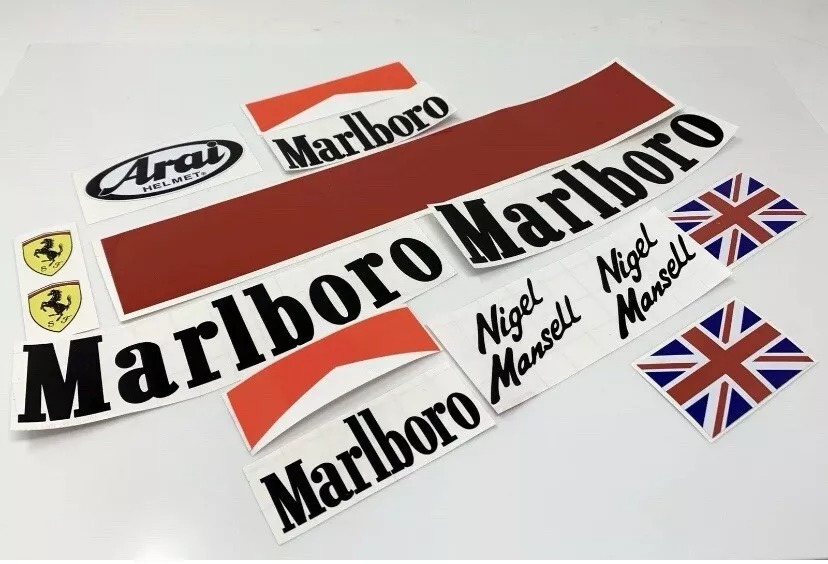 Marlboro
Arai
HELMET®
Marlboro
S F
S F
Marlboro
Nigel
Mansell
Nigel
Mansell
Marlboro